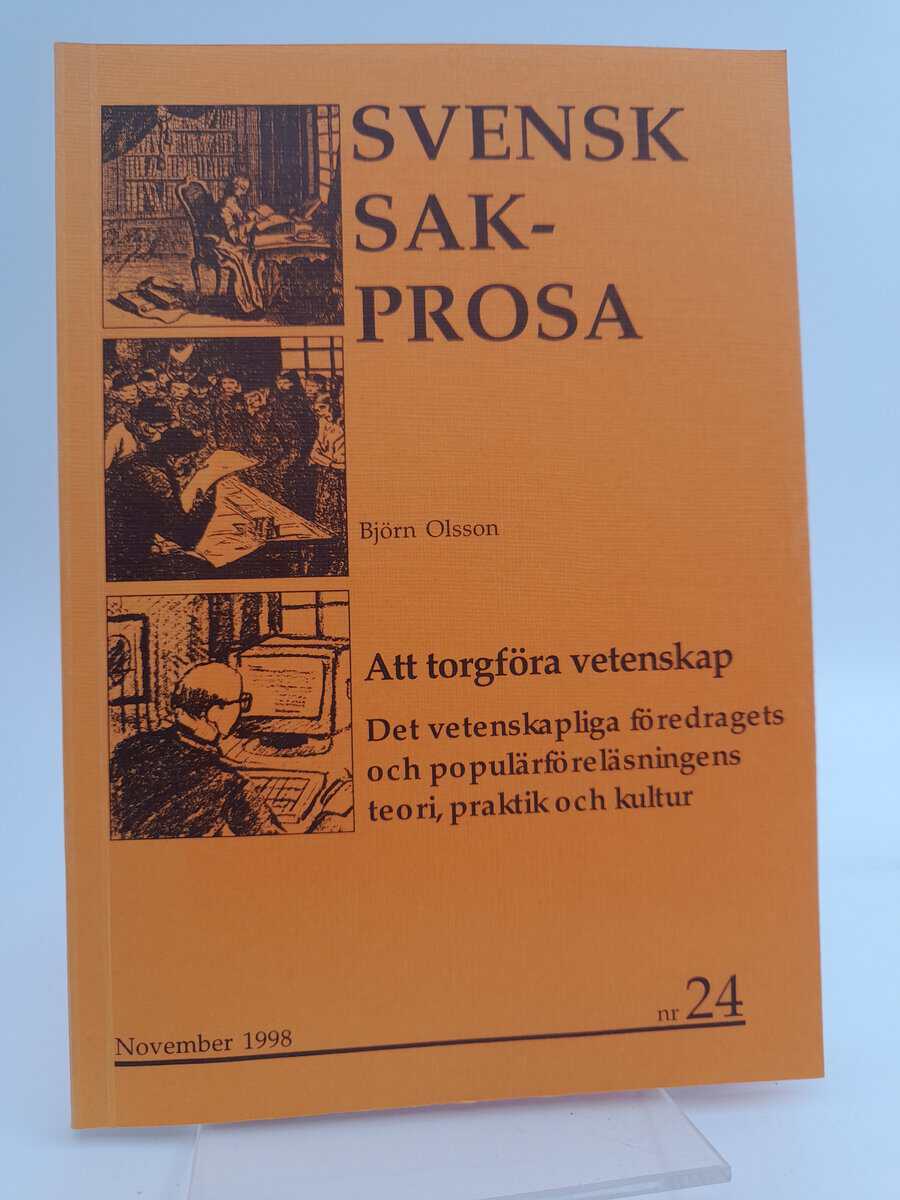 SVENSK
SAK-
PROSA
Björn Olsson
Att torgföra vetenskap
Det vetenskapliga föredragets
och populärföreläsningens
teori, praktik och kultur
November 1998
nr 24